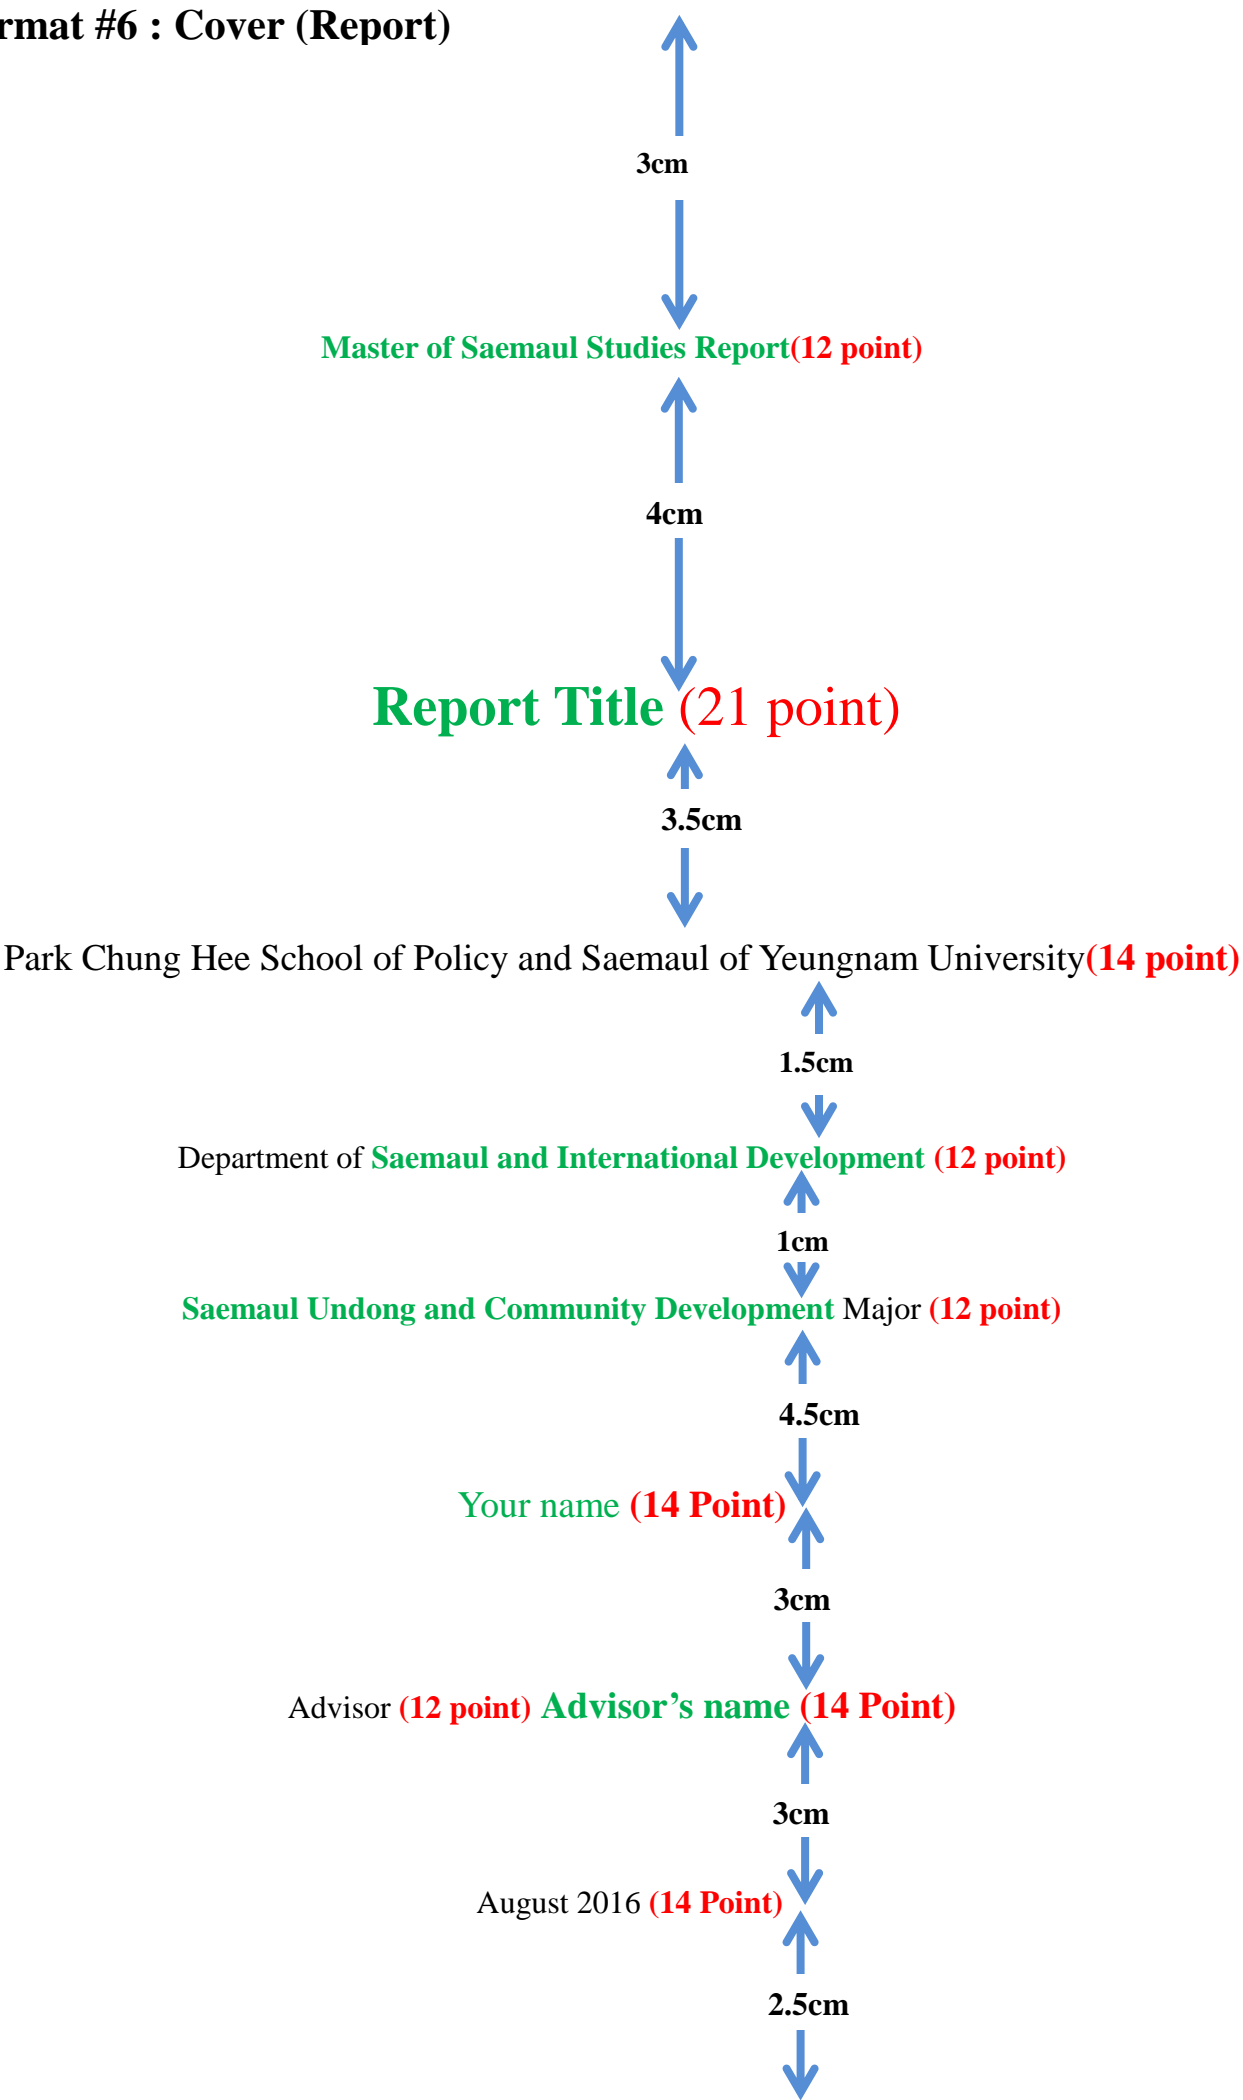 rmat #6 : Cover (Report)
3cm
Master of Saemaul Studies Report(12 point)
4cm
Report Title (21 point)
3.5cm
Park Chung Hee School of Policy and Saemaul of Yeungnam University(14 point)
1.5cm
Department of Saemaul and International Development (12 point)
1cm
Saemaul Undong and Community Development Major (12 point)
4.5cm
Your name (14 Point)
3cm
Advisor (12 point) Advisor’s name (14 Point)
3cm
August 2016 (14 Point)
2.5cm